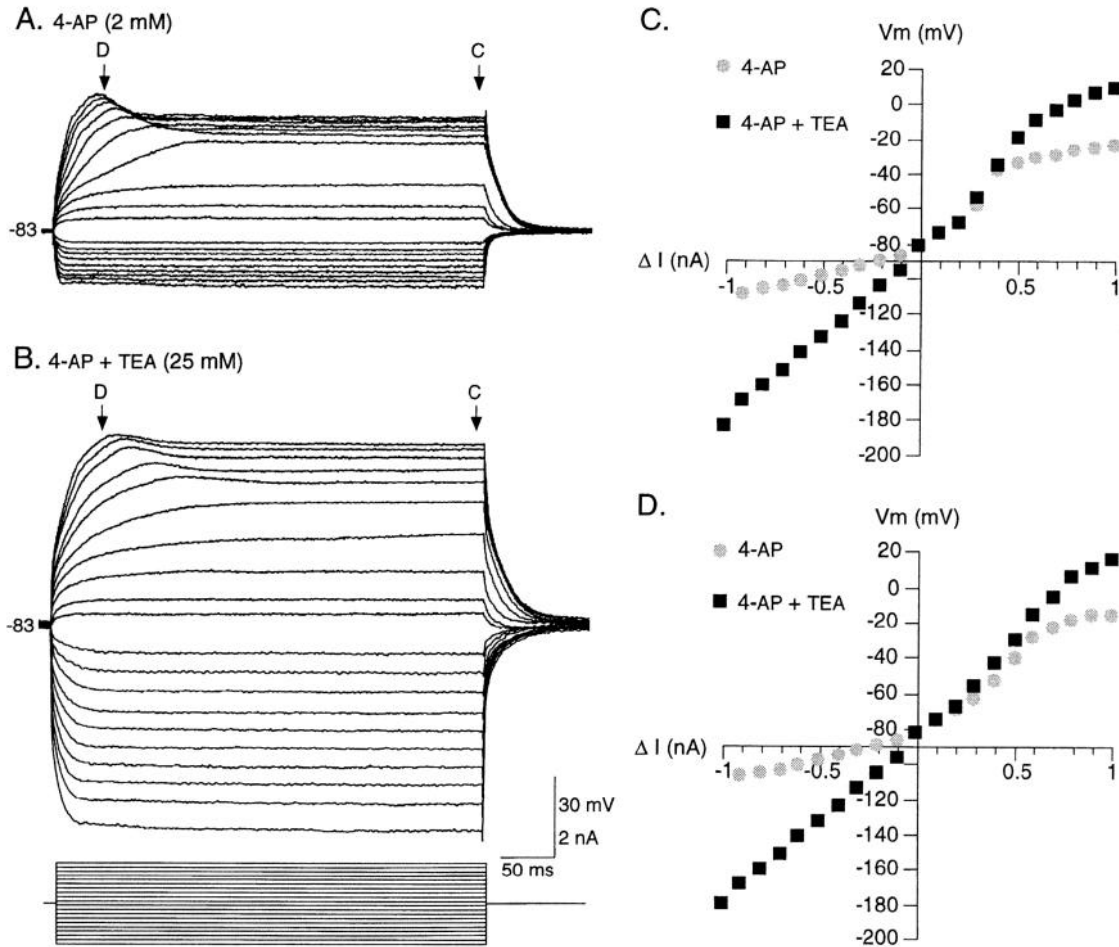 A. 4-AP (2 mM)
D
C
-83
B. 4-AP + TEA (25 mM)
D
C
-83
30 mV
2 nA
50 ms
C.
Vm (mV)
4-AP
4-AP + TEA
20
0
-20
-40
-60
-80
Δ I (nA)
-1
-0.5
0.5
1
-120
-140
-160
-180
-200
D.
Vm (mV)
4-AP
4-AP + TEA
20
0
-20
-40
-60
-80
Δ I (nA)
-1
-0.5
0.5
1
-120
-140
-160
-180
-200